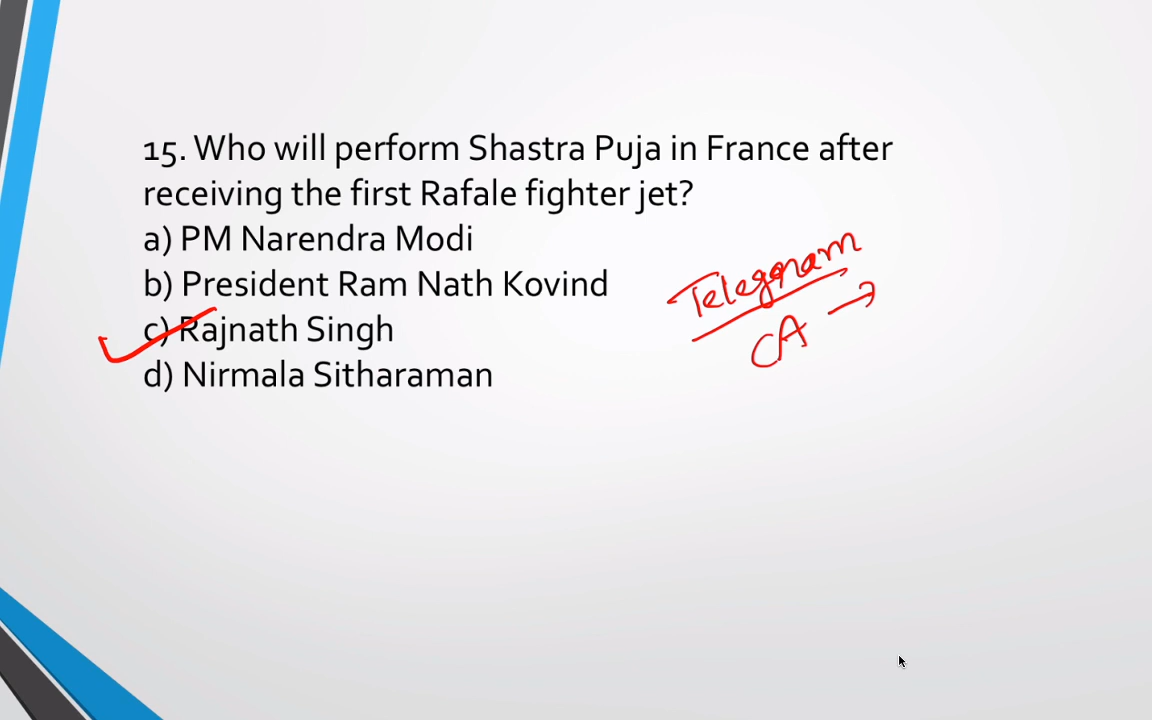 15. Who will perform Shastra Puja in France after
receiving the first Rafale fighter jet?
a) PM Narendra Modi
b) President Ram Nath Kovind
c) Rajnath Singh
d) Nirmala Sitharaman
Telegram
CA →